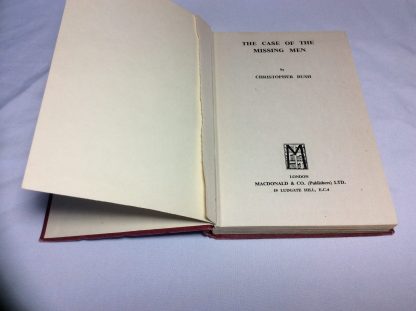 THE CASE OF THE
MISSING MEN
by
CHRISTOPHER BUSH
LONDON
MACDONALD & CO. (Publishers) LTD.
19 LUDGATE HILL, E.C.4